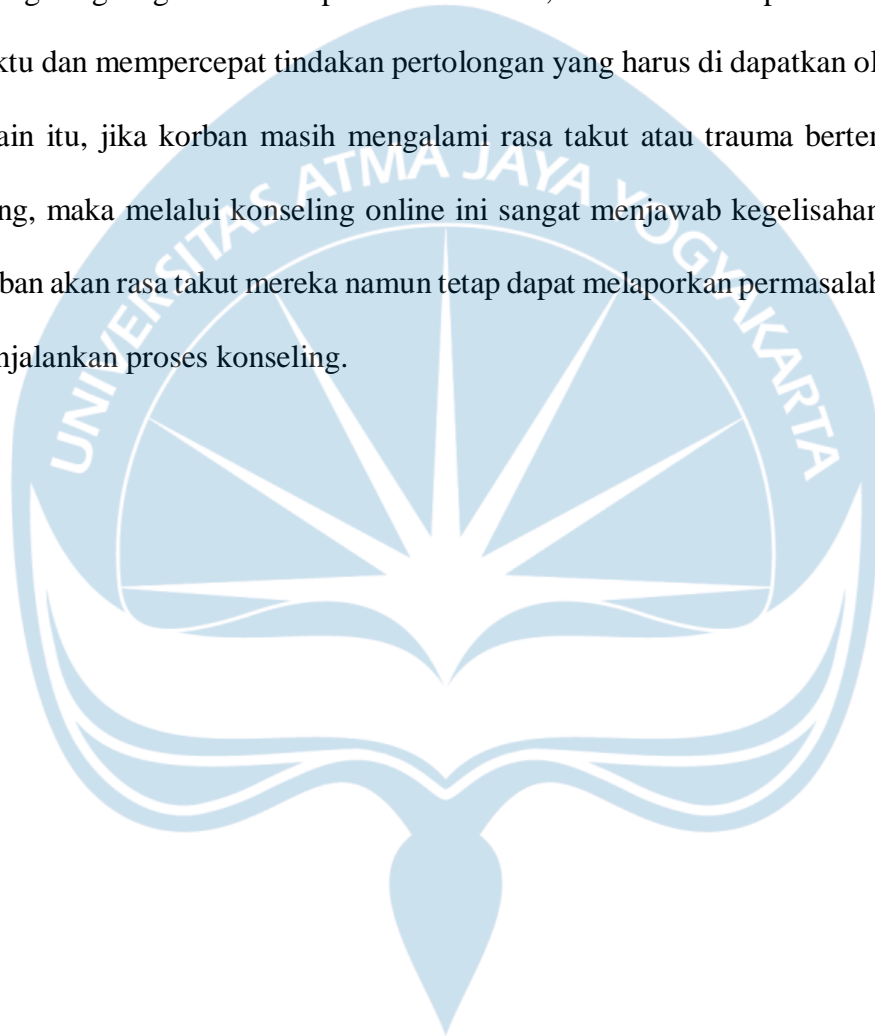 ktu dan mempercepat tindakan pertolongan yang harus di dapatkan ol
ain itu, jika korban masih mengalami rasa takut atau trauma berter
ng, maka melalui konseling online ini sangat menjawab kegelisahan
ban akan rasa takut mereka namun tetap dapat melaporkan permasalah
njalankan proses konseling.
UNIVERSITAS ATMA JAYA YOGYAKARTA